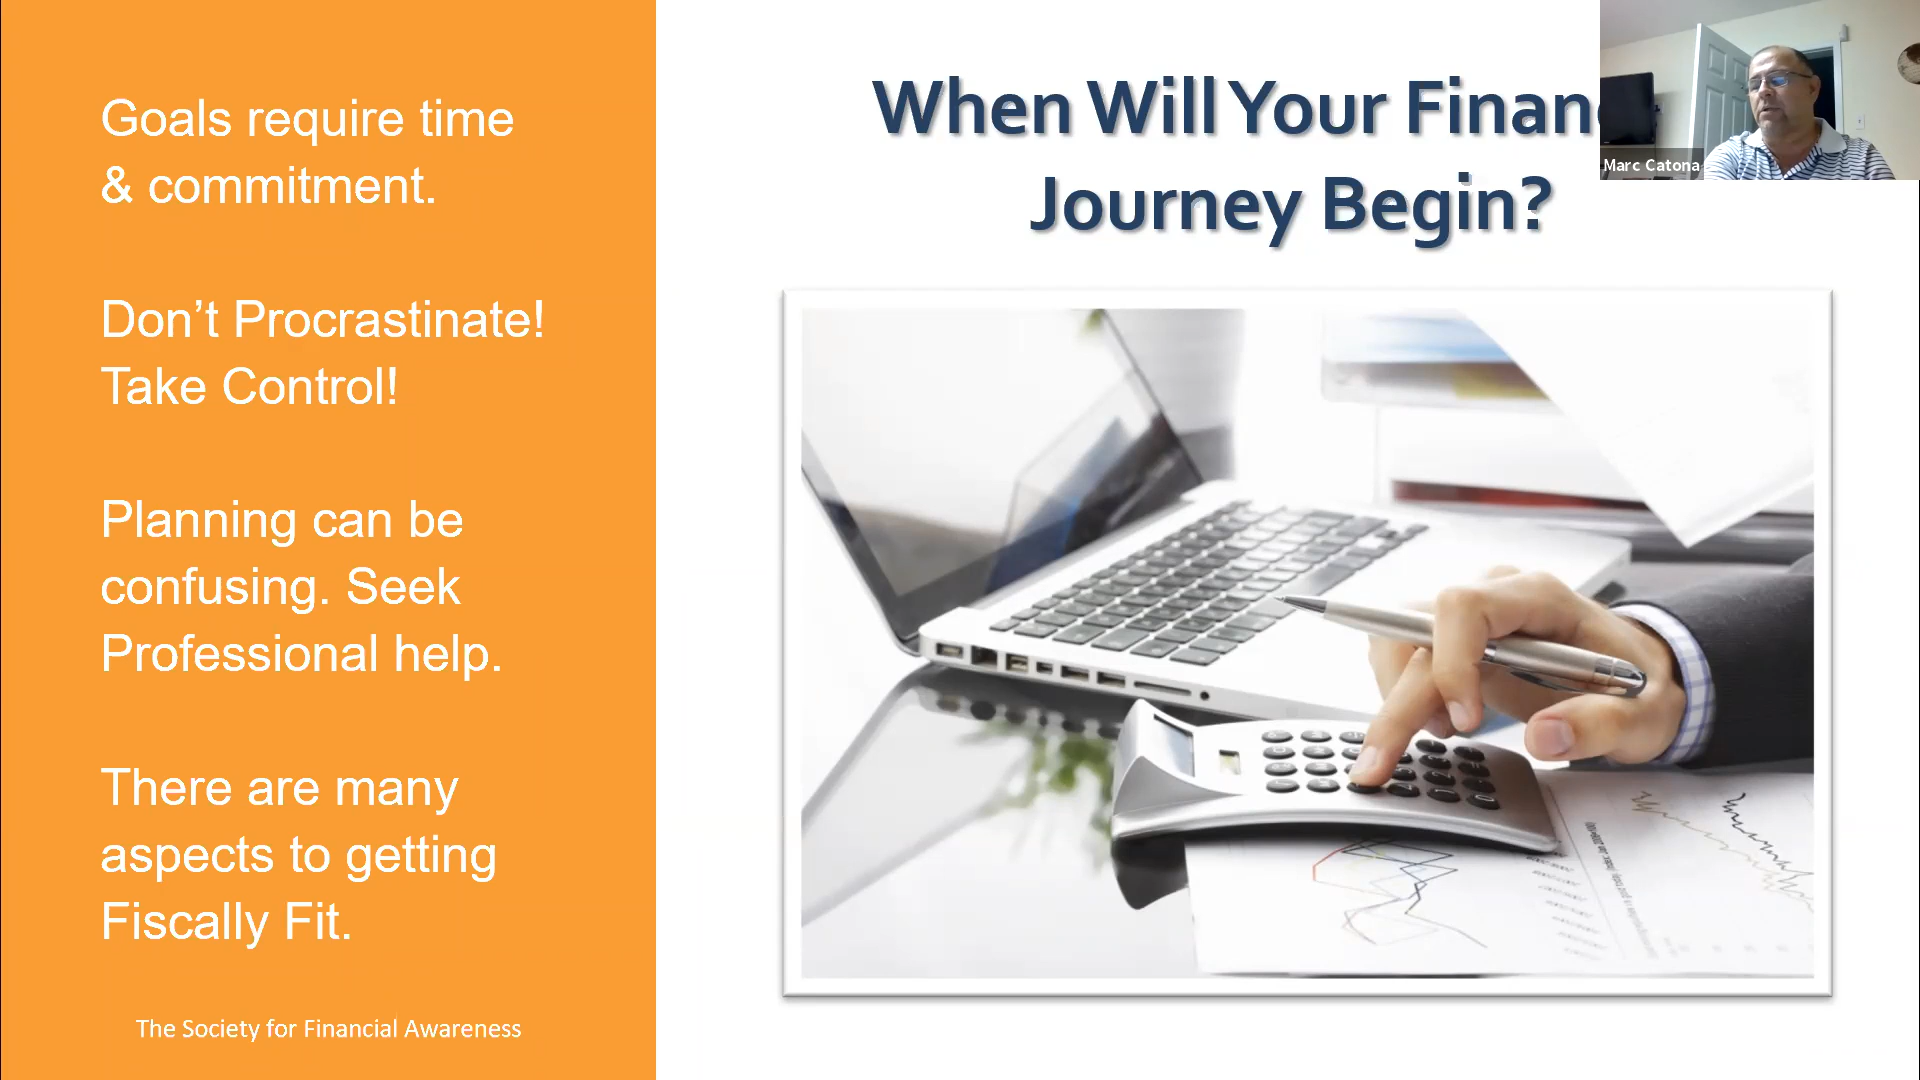 Goals require time
& commitment.
Don’t Procrastinate!
Take Control!
Planning can be
confusing. Seek
Professional help.
There are many
aspects to getting
Fiscally Fit.
The Society for Financial Awareness
When Will Your Finan
Journey Begin?
Marc Catona